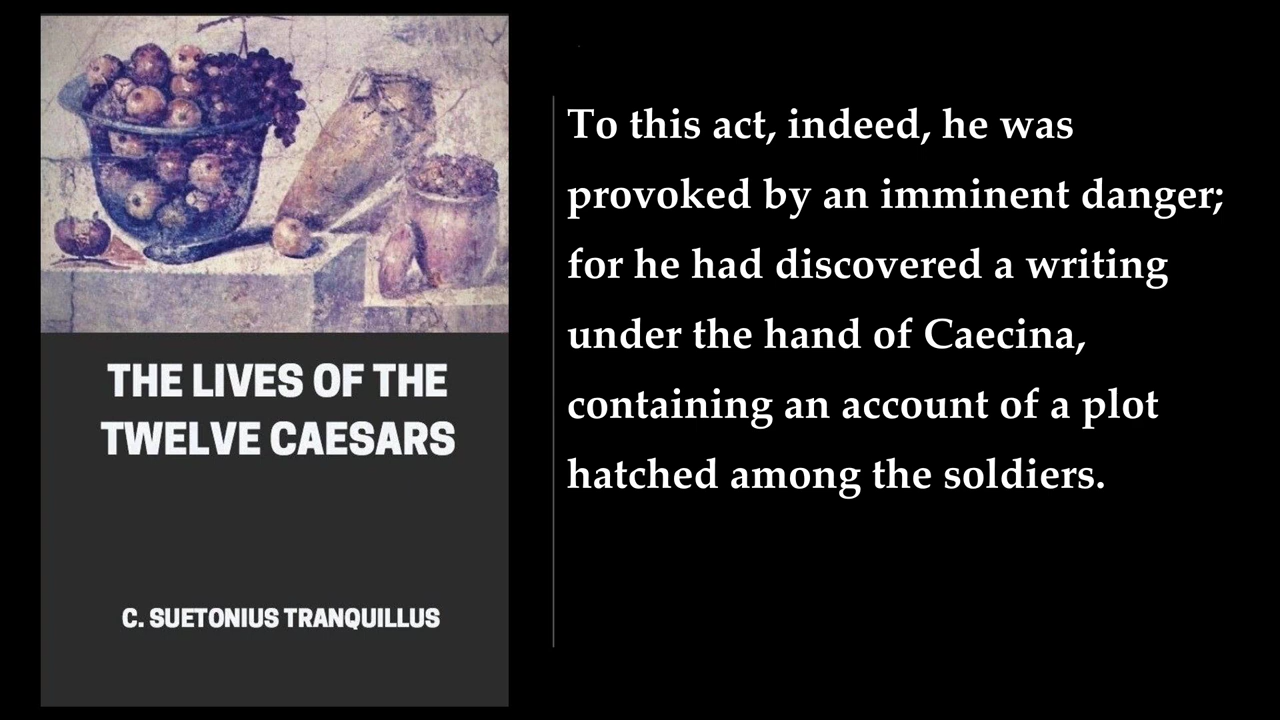 THE LIVES OF THE
TWELVE CAESARS
C. SUETONIUS TRANQUILLUS
To this act, indeed, he was
provoked by an imminent danger;
for he had discovered a writing
under the hand of Caecina,
containing an account of a plot
hatched among the soldiers.